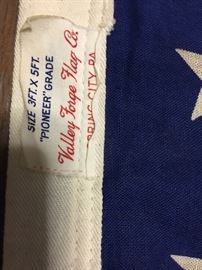 SIZE 3FT. X 5FT.
"PIONEER" GRADE
Valley Forge Flag Co.
SPRING CITY, PA.